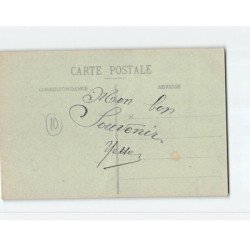 CARTE POSTALE
CORRESPONDANCE ADRESSE
Mon bon
Souvenir
10